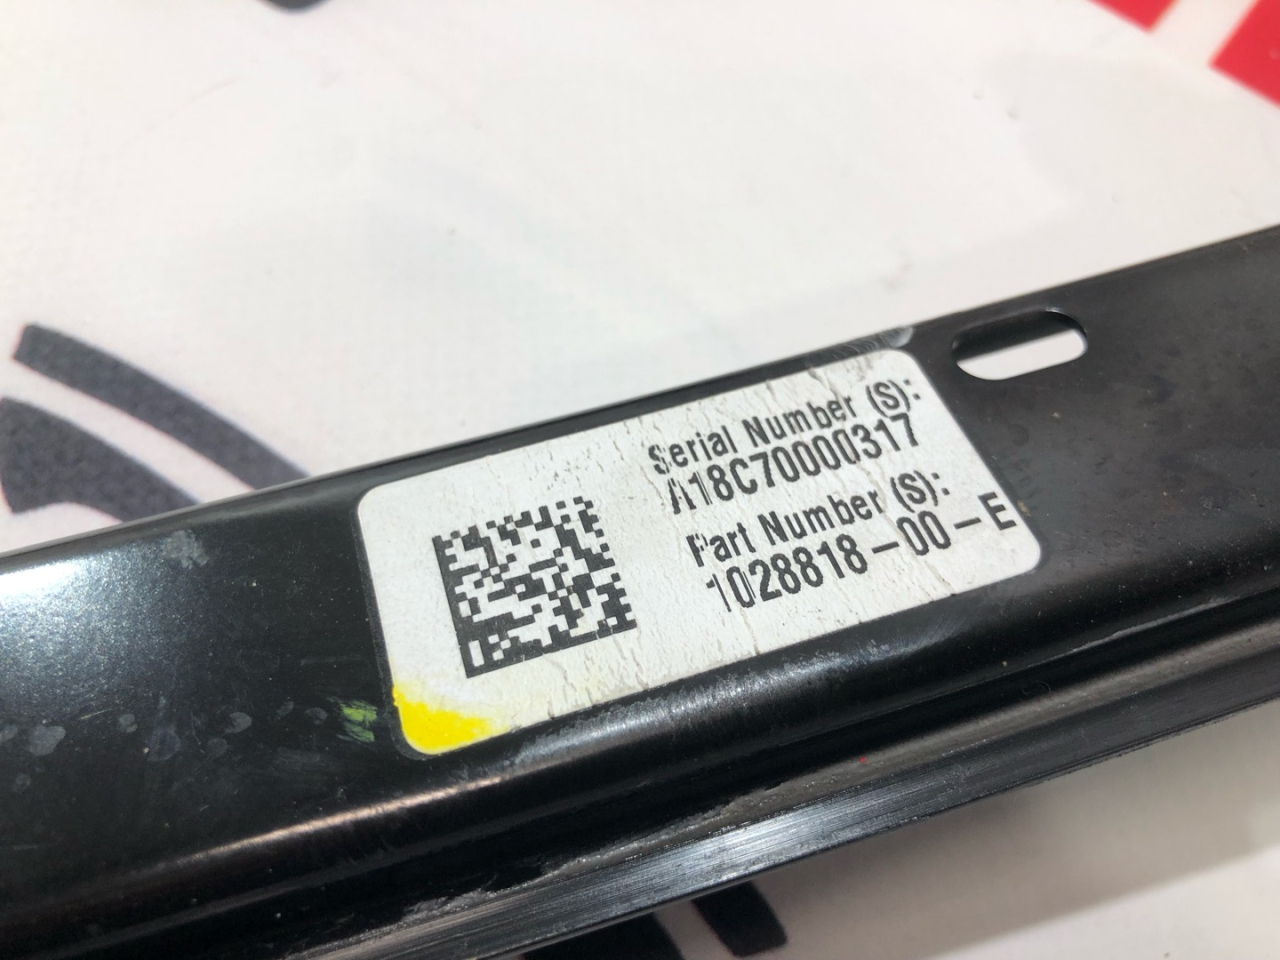 Serial Number (S):
A18C70000317
Part Number (S):
1028818-00-E